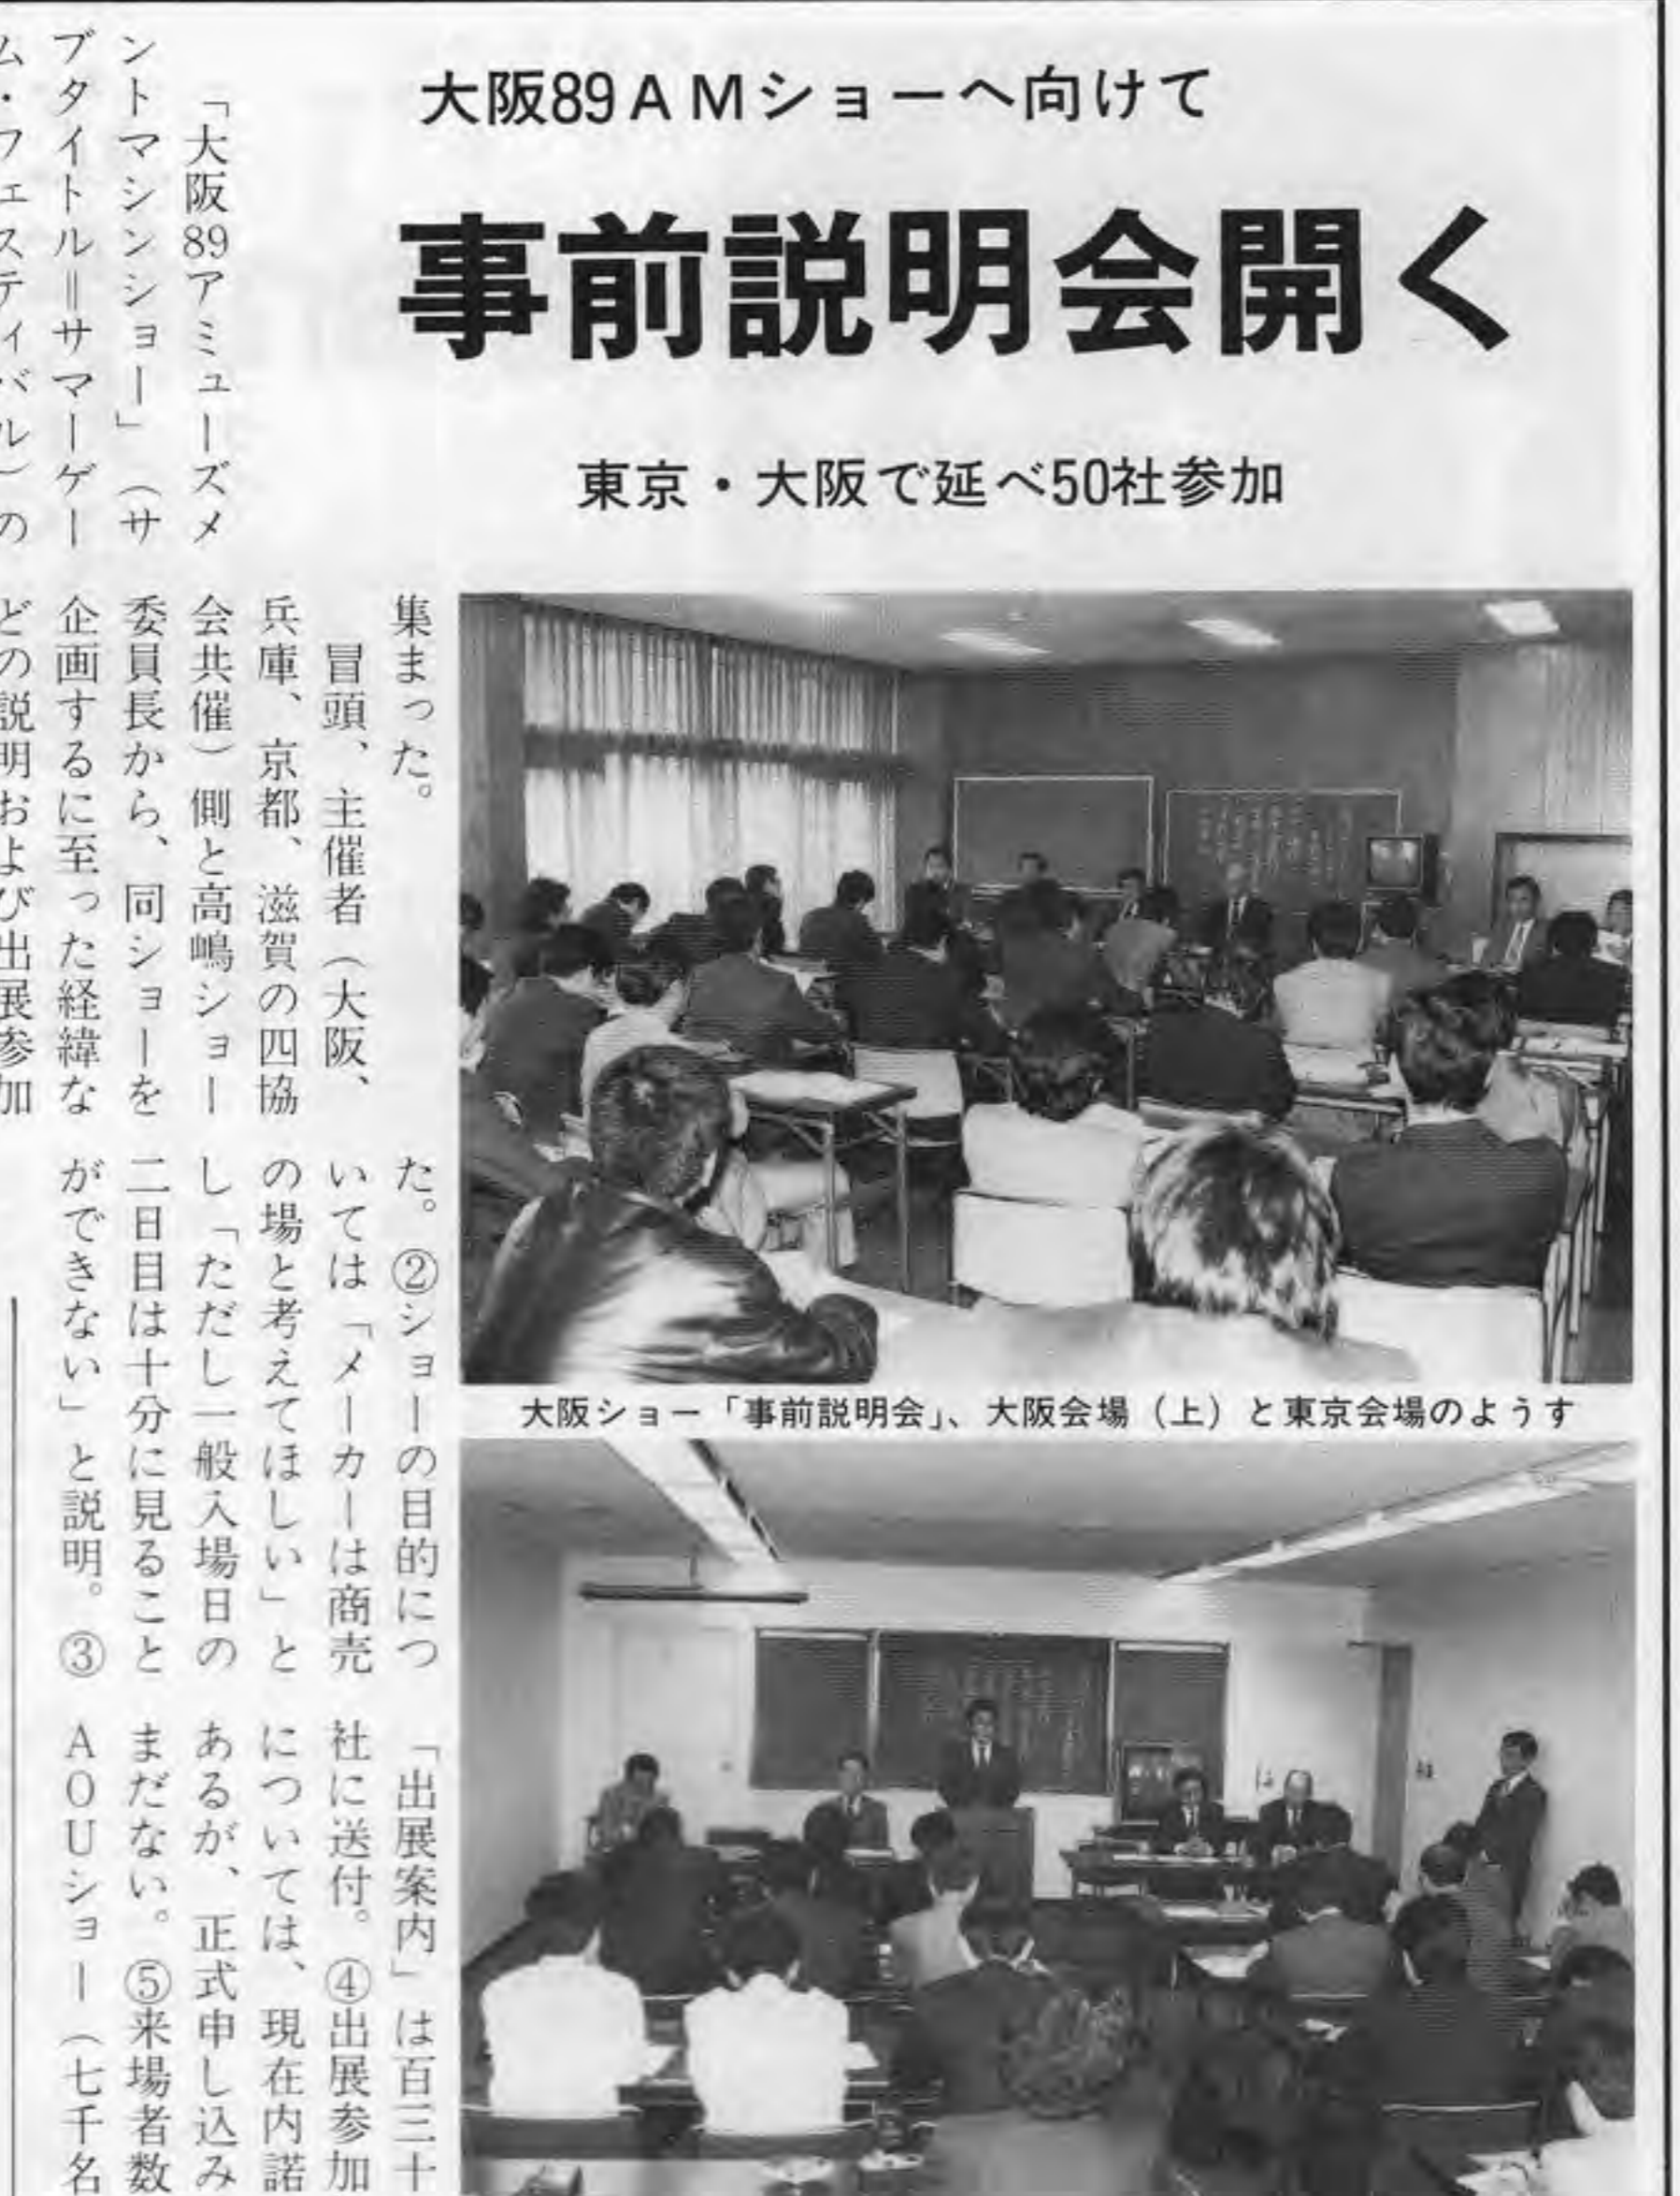 大阪89AMショーへ向けて
事前説明会開く
東京・大阪で延べ50社参加
「大阪89アミューズメ
ントマシンショー」（サ
ブタイトル＝サマーゲー
ム・フェスティバル）の
集まった。
冒頭、主催者（大阪、
兵庫、京都、滋賀の四協
会共催）側と高嶋ショー
委員長から、同ショーを
企画するに至った経緯な
どの説明および出展参加
た。②ショーの目的につ
いては「メーカーは商売
の場と考えてほしい」と
し「ただし一般入場日の
二日目は十分に見ること
ができない」と説明。③
「出展案内」は百三十
社に送付。④出展参加
については、現在内諾
あるが、正式申し込み
まだない。⑤来場者数
AOUショー（七千名
大阪ショー「事前説明会」、大阪会場（上）と東京会場のようす